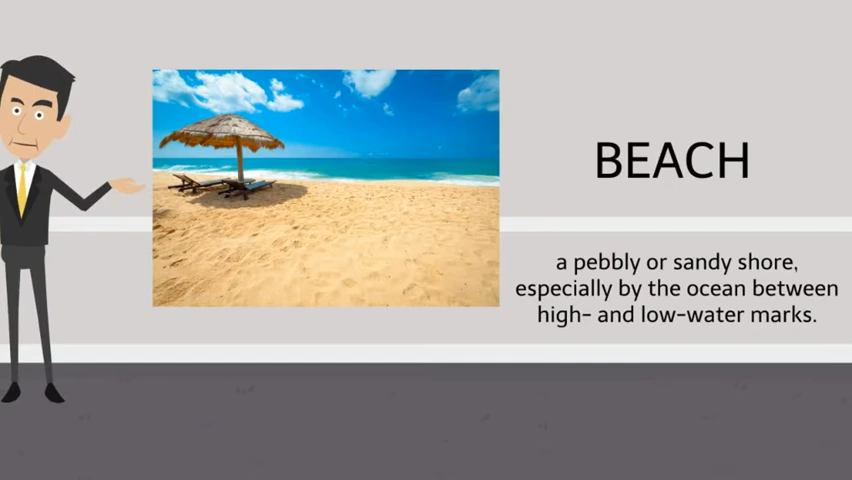 BEACH
a pebbly or sandy shore,
especially by the ocean between
high- and low-water marks.